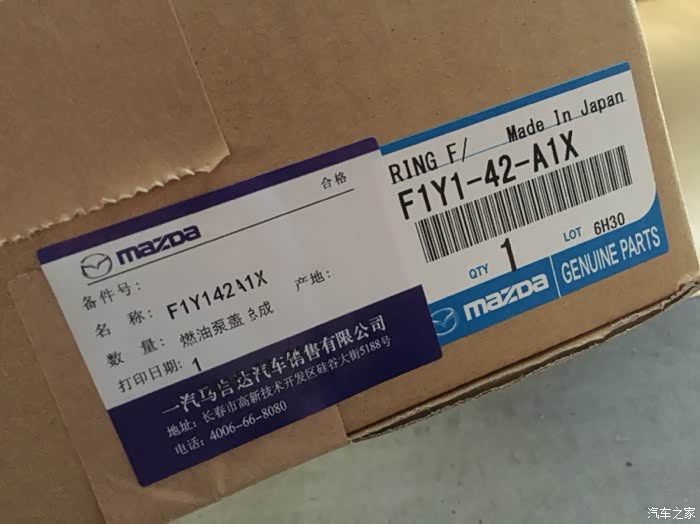 合格
mazda
备件号:
F1Y142A1X
名 称:
燃油泵盖总成
产地:
数 量:
1
打印日期:
一汽马自达汽车销售有限公司
地址: 长春市高新技术开发区硅谷大街5188号
电话: 4006-66-8080
RING F/ Made In Japan
F1Y1-42-A1X
QTY 1 LOT 6H30
mazda GENUINE PARTS
汽车之家